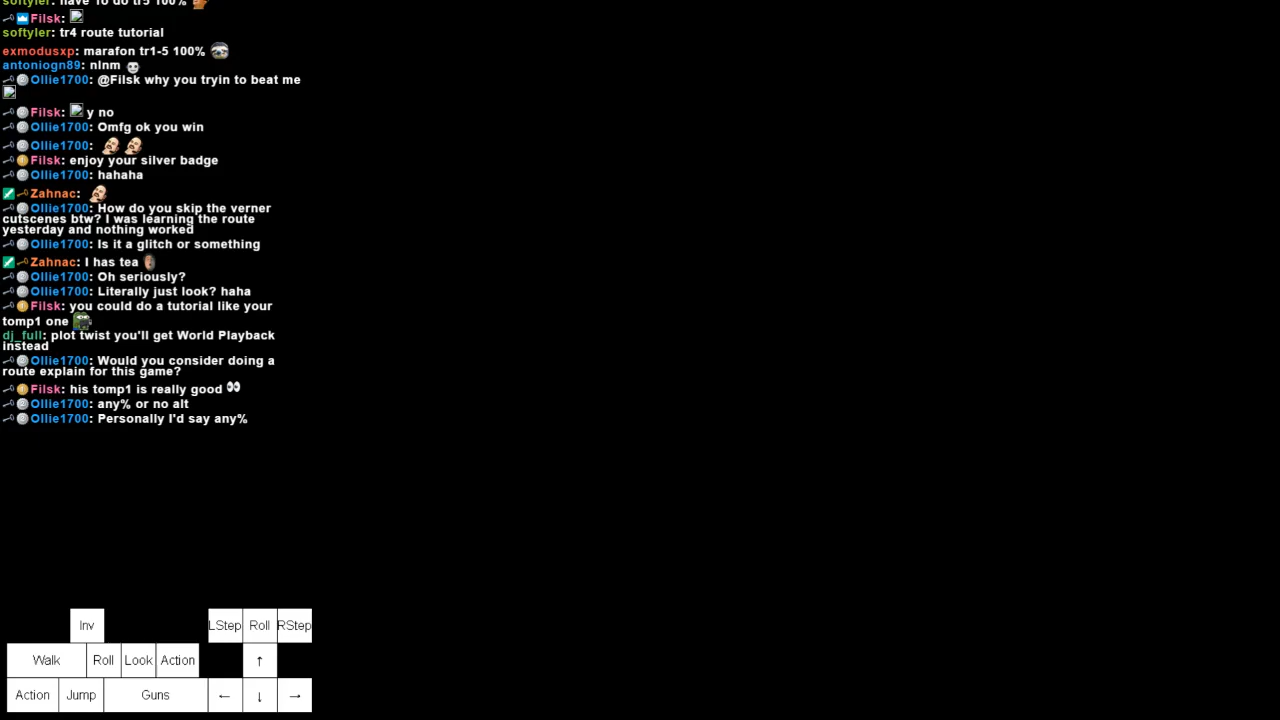 softyler: have To do tr5 100%
Filsk:
softyler: tr4 route tutorial
exmodusxp: marafon tr1-5 100%
antoniogn89: nlnm
Ollie1700: @Filsk why you tryin to beat me
Filsk: y no
Ollie1700: Omfg ok you win
Ollie1700:
Filsk: enjoy your silver badge
Ollie1700: hahaha
Zahnac:
Ollie1700: How do you skip the verner
cutscenes btw? I was learning the route
yesterday and nothing worked
Ollie1700: Is it a glitch or something
Zahnac: I has tea
Ollie1700: Oh seriously?
Ollie1700: Literally just look? haha
Filsk: you could do a tutorial like your
tomp1 one
dj_full: plot twist you'll get World Playback
instead
Ollie1700: Would you consider doing a
route explain for this game?
Filsk: his tomp1 is really good
Ollie1700: any% or no alt
Ollie1700: Personally I'd say any%
Inv LStep Roll RStep
Walk Roll Look Action ↑
Action Jump Guns ← ↓ →